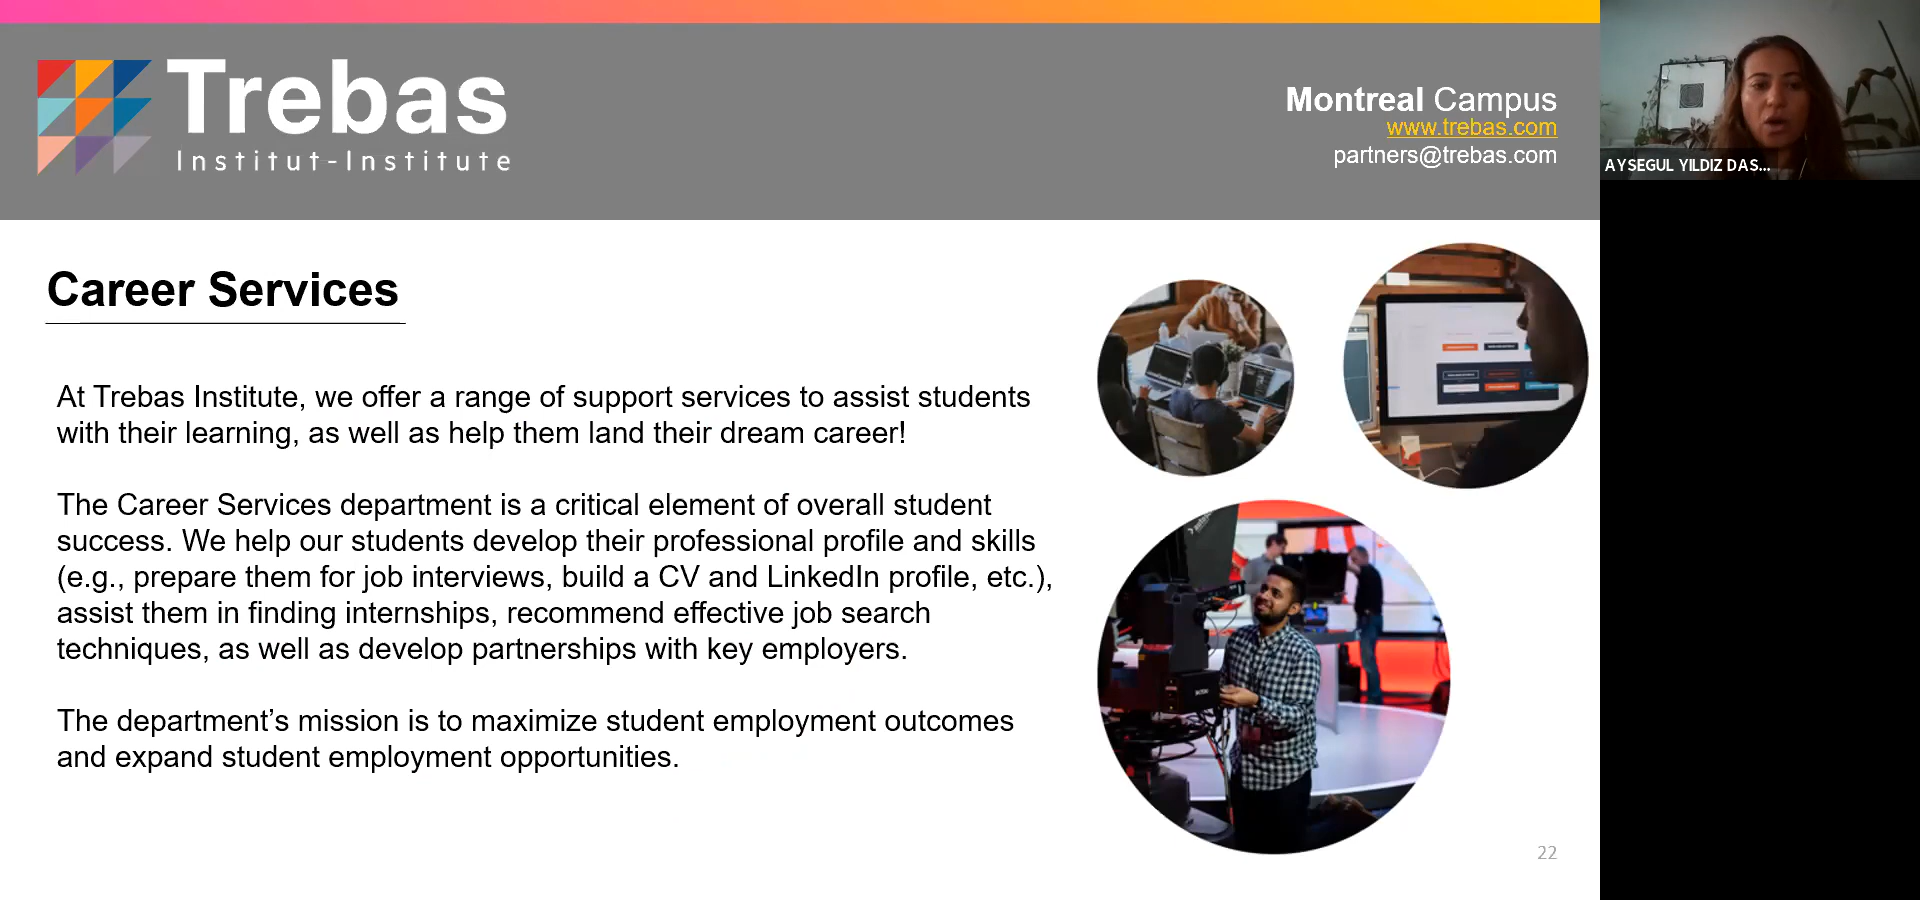 Trebas
Institut-Institute
Montreal Campus
www.trebas.com
partners@trebas.com
AYSEGUL YILDIZ DAS...
Career Services
At Trebas Institute, we offer a range of support services to assist students
with their learning, as well as help them land their dream career!
The Career Services department is a critical element of overall student
success. We help our students develop their professional profile and skills
(e.g., prepare them for job interviews, build a CV and LinkedIn profile, etc.),
assist them in finding internships, recommend effective job search
techniques, as well as develop partnerships with key employers.
The department’s mission is to maximize student employment outcomes
and expand student employment opportunities.
22